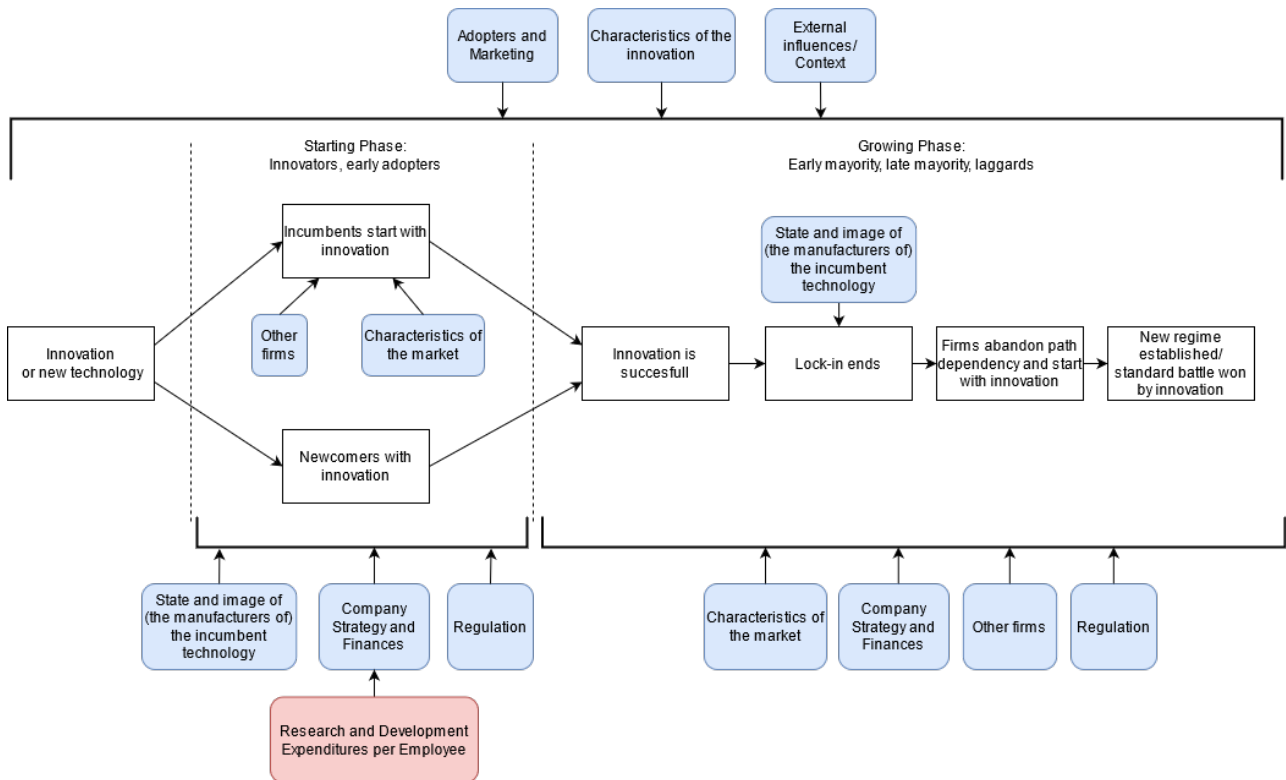 Adopters and
Marketing
Characteristics of the
innovation
External
influences/
Context
Starting Phase:
Innovators, early adopters
Growing Phase:
Early mayority, late mayority, laggards
Incumbents start with
innovation
State and image of
(the manufacturers of)
the incumbent
technology
Other
firms
Characteristics of
the market
Innovation
or new technology
Innovation is
succesfull
Lock-in ends
Firms abandon path
dependency and start
with innovation
New regime
established/
standard battle won
by innovation
Newcomers with
innovation
State and image of
(the manufacturers of)
the incumbent
technology
Company
Strategy and
Finances
Regulation
Characteristics of
the market
Company
Strategy and
Finances
Other firms
Regulation
Research and Development
Expenditures per Employee